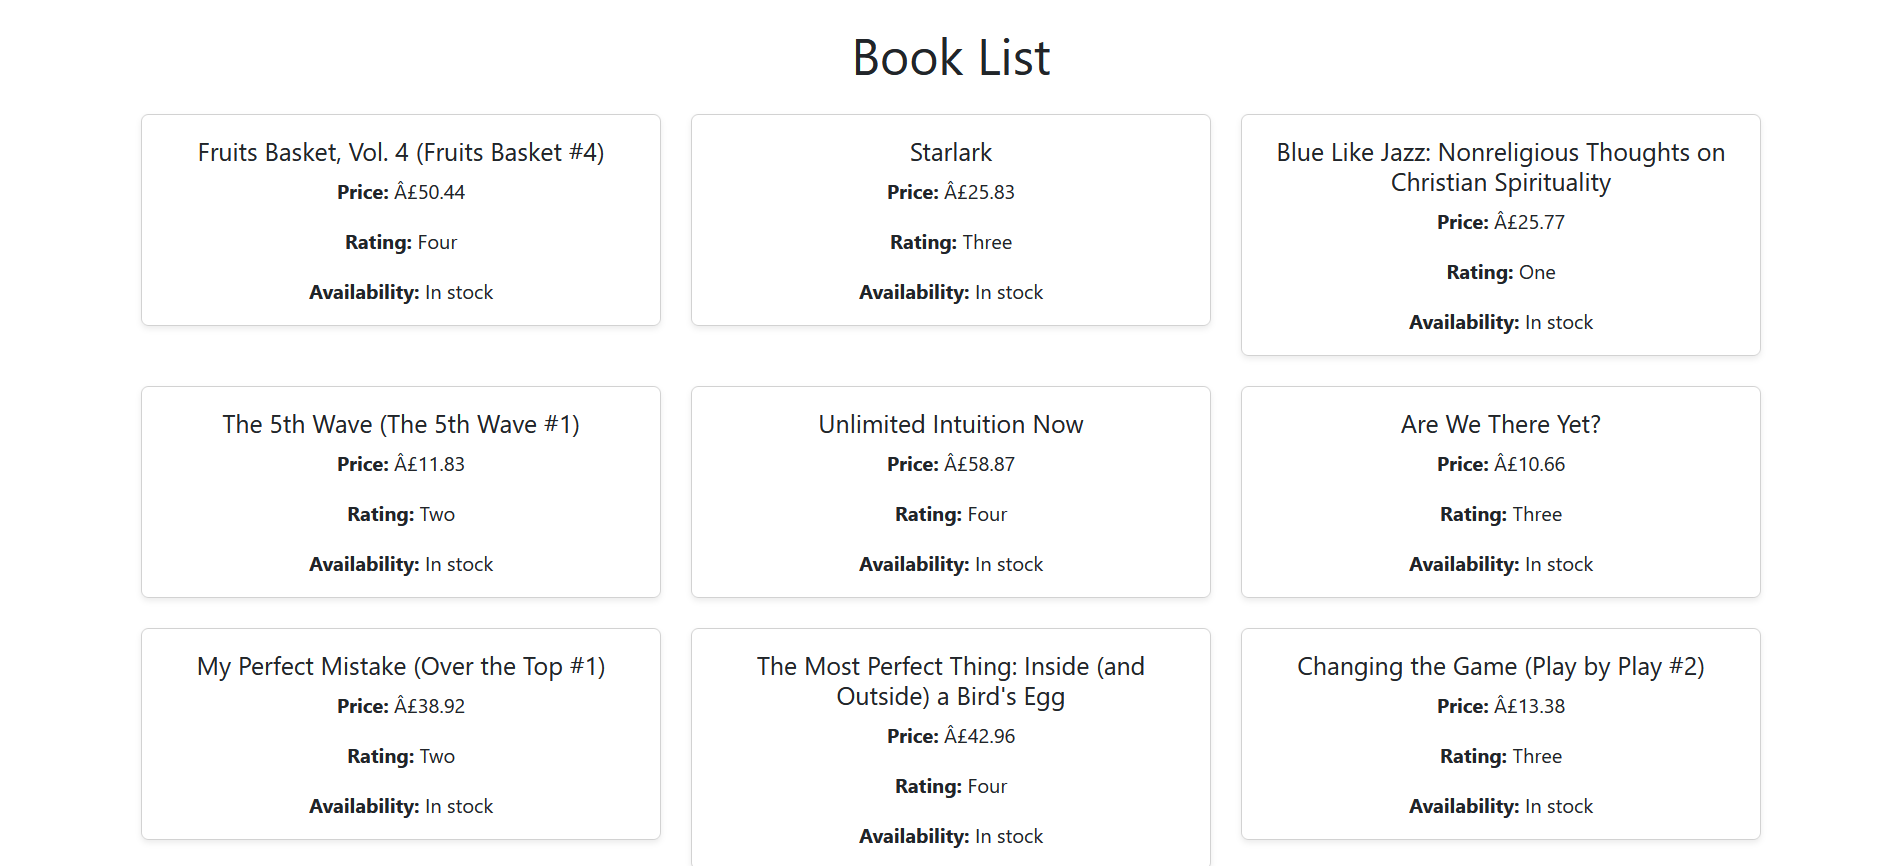 Book List
Fruits Basket, Vol. 4 (Fruits Basket #4)
Price: Â£50.44
Rating: Four
Availability: In stock
Starlark
Price: Â£25.83
Rating: Three
Availability: In stock
Blue Like Jazz: Nonreligious Thoughts on
Christian Spirituality
Price: Â£25.77
Rating: One
Availability: In stock
The 5th Wave (The 5th Wave #1)
Price: Â£11.83
Rating: Two
Availability: In stock
Unlimited Intuition Now
Price: Â£58.87
Rating: Four
Availability: In stock
Are We There Yet?
Price: Â£10.66
Rating: Three
Availability: In stock
My Perfect Mistake (Over the Top #1)
Price: Â£38.92
Rating: Two
Availability: In stock
The Most Perfect Thing: Inside (and
Outside) a Bird's Egg
Price: Â£42.96
Rating: Four
Availability: In stock
Changing the Game (Play by Play #2)
Price: Â£13.38
Rating: Three
Availability: In stock